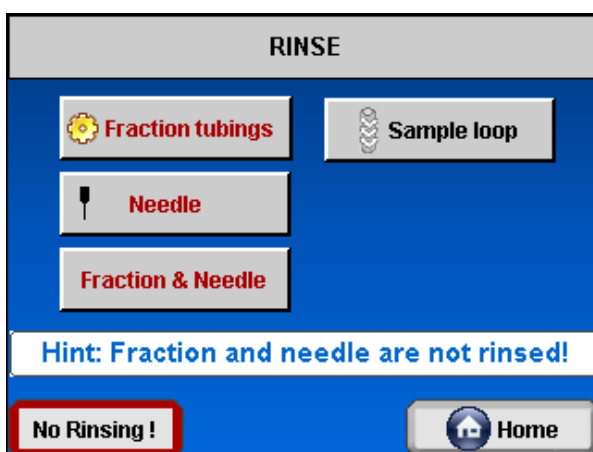 RINSE
Fraction tubings
Sample loop
Needle
Fraction & Needle
Hint: Fraction and needle are not rinsed!
No Rinsing !
Home